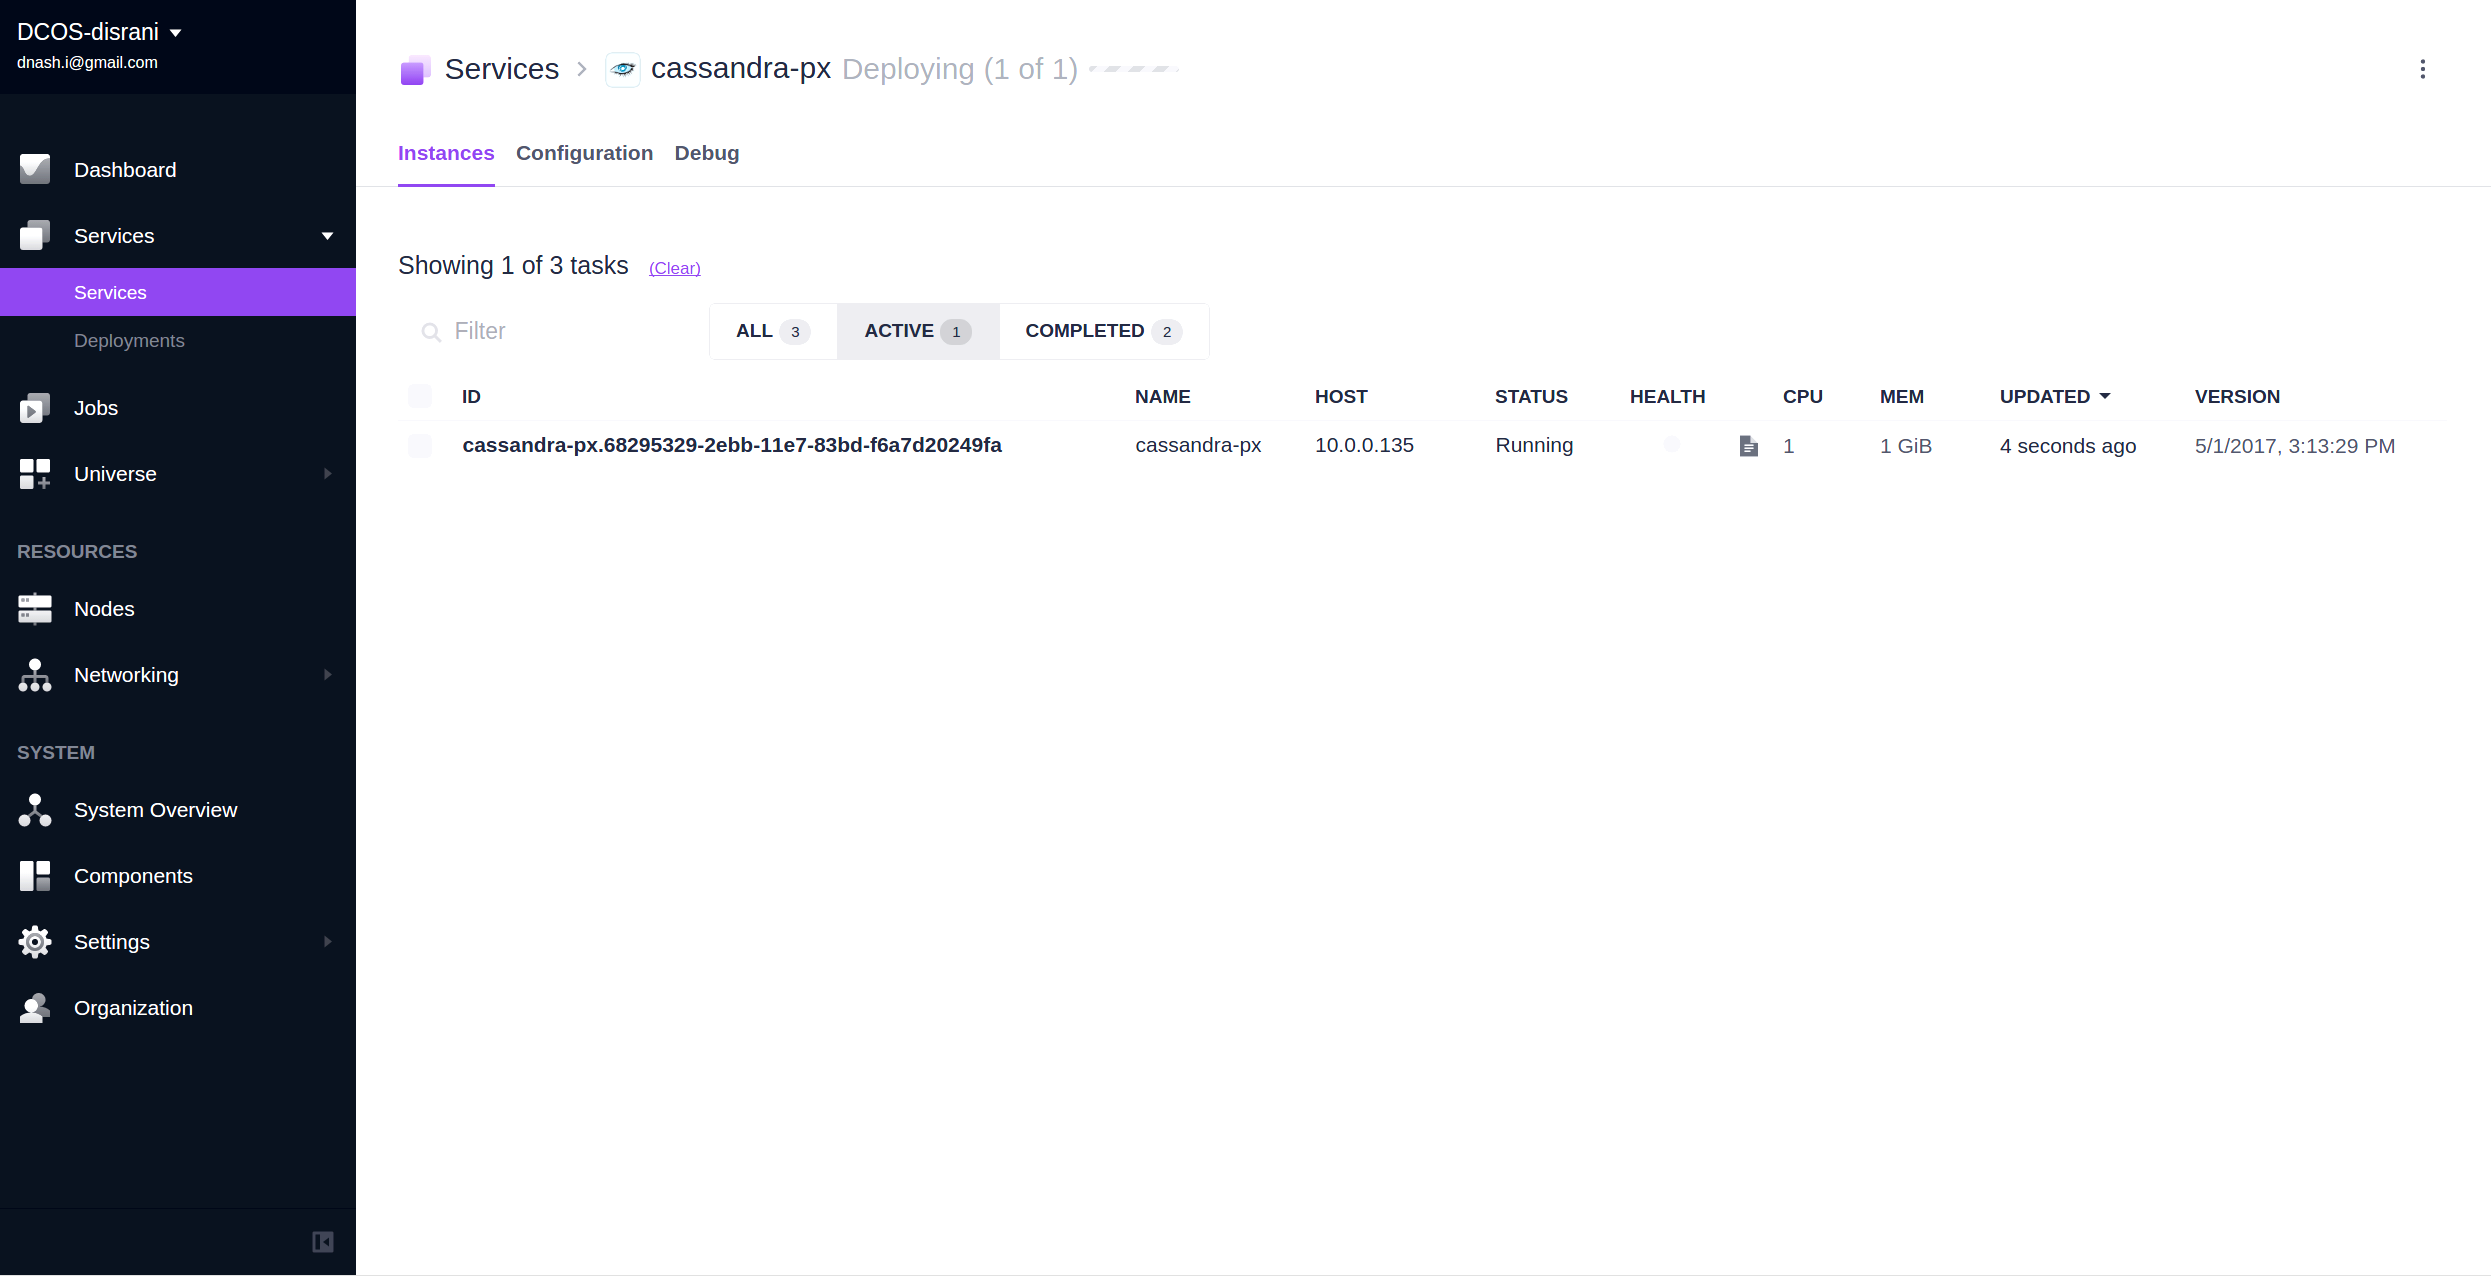 DCOS-disrani
dnash.i@gmail.com
Dashboard
Services
Services
Deployments
Jobs
Universe
RESOURCES
Nodes
Networking
SYSTEM
System Overview
Components
Settings
Organization
Services cassandra-px Deploying (1 of 1)
Instances Configuration Debug
Showing 1 of 3 tasks (Clear)
Filter ALL 3 ACTIVE 1 COMPLETED 2
ID NAME HOST STATUS HEALTH CPU MEM UPDATED VERSION
cassandra-px.68295329-2ebb-11e7-83bd-f6a7d20249fa cassandra-px 10.0.0.135 Running 1 1 GiB 4 seconds ago 5/1/2017, 3:13:29 PM